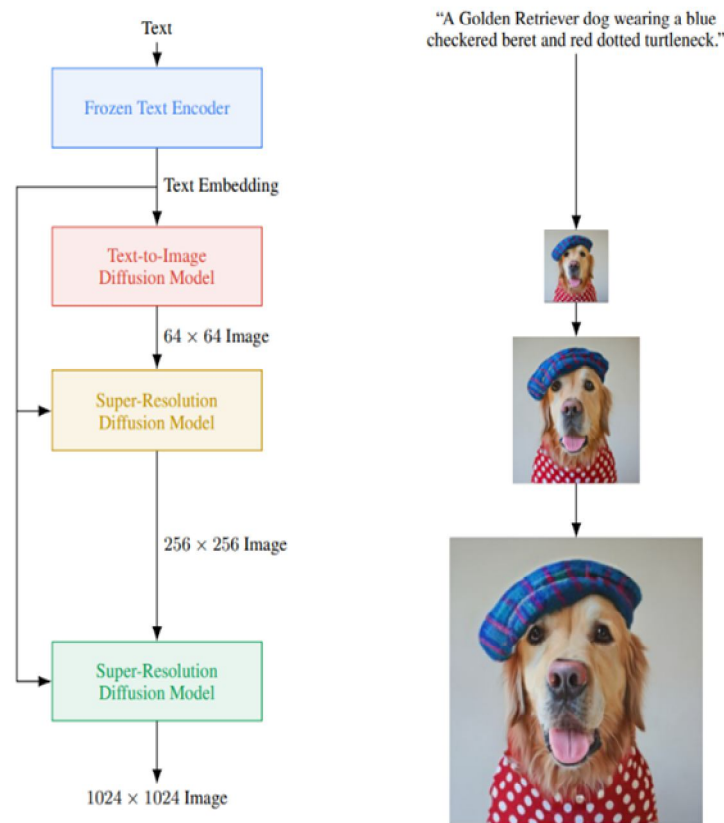 Text
Frozen Text Encoder
Text Embedding
Text-to-Image
Diffusion Model
64 × 64 Image
Super-Resolution
Diffusion Model
256 × 256 Image
Super-Resolution
Diffusion Model
1024 × 1024 Image
“A Golden Retriever dog wearing a blue
checkered beret and red dotted turtleneck.”